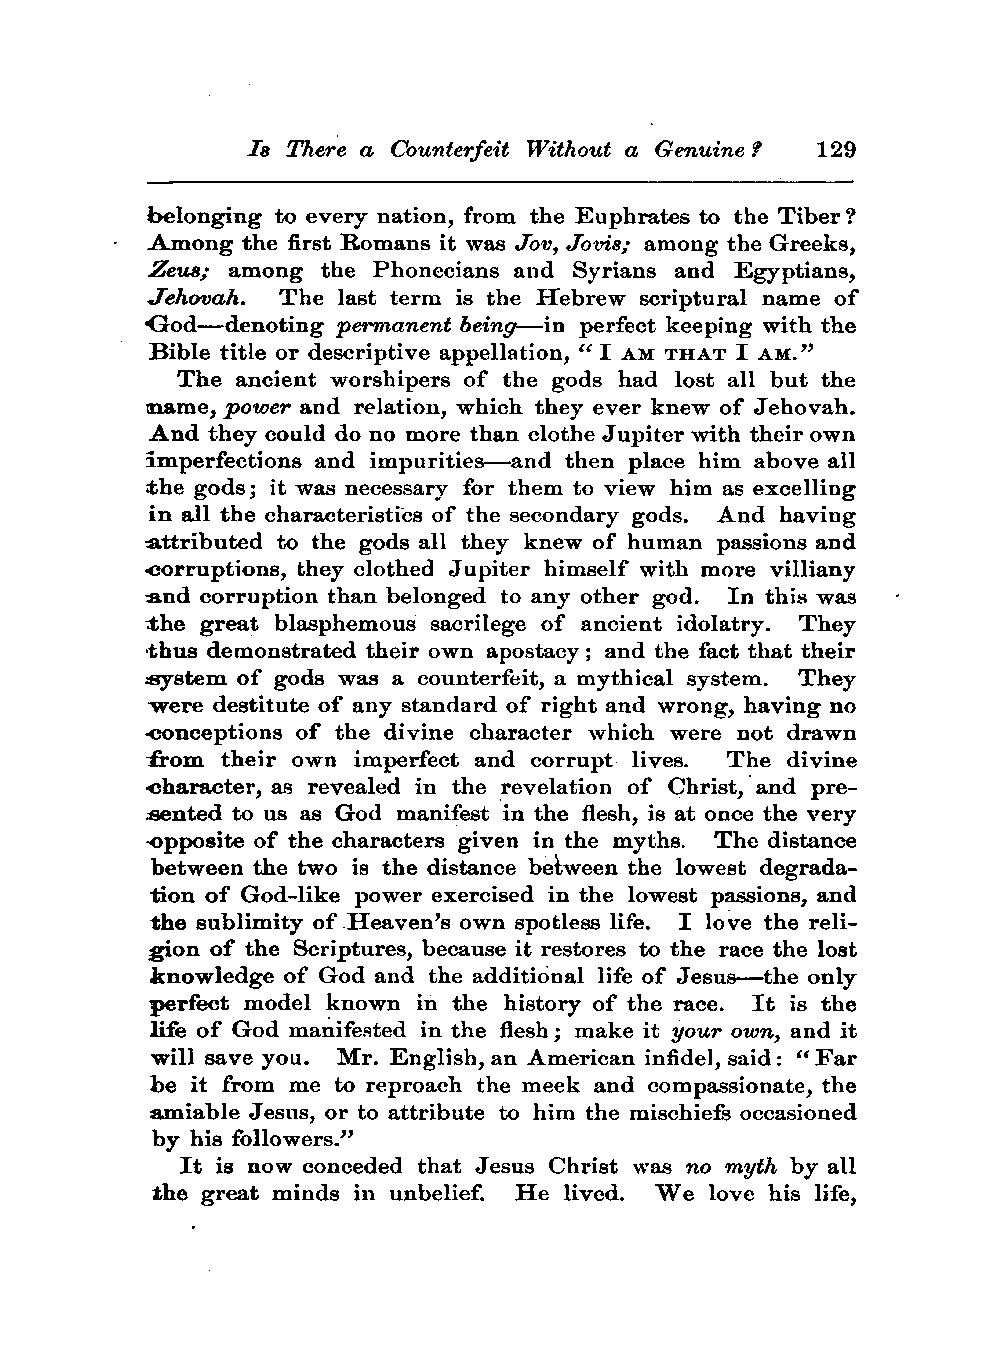 Is There a Counterfeit Without a Genuine? 129
belonging to every nation, from the Euphrates to the Tiber?
Among the first Romans it was Jov, Jovis; among the Greeks,
Zeus; among the Phonecians and Syrians and Egyptians,
Jehovah. The last term is the Hebrew scriptural name of
God—denoting permanent being—in perfect keeping with the
Bible title or descriptive appellation, "I AM THAT I AM."
The ancient worshipers of the gods had lost all but the
name, power and relation, which they ever knew of Jehovah.
And they could do no more than clothe Jupiter with their own
imperfections and impurities—and then place him above all
the gods; it was necessary for them to view him as excelling
in all the characteristics of the secondary gods. And having
attributed to the gods all they knew of human passions and
corruptions, they clothed Jupiter himself with more villiany
and corruption than belonged to any other god. In this was
the great blasphemous sacrilege of ancient idolatry. They
thus demonstrated their own apostacy; and the fact that their
system of gods was a counterfeit, a mythical system. They
were destitute of any standard of right and wrong, having no
conceptions of the divine character which were not drawn
from their own imperfect and corrupt lives. The divine
character, as revealed in the revelation of Christ, and pre-
sented to us as God manifest in the flesh, is at once the very
opposite of the characters given in the myths. The distance
between the two is the distance between the lowest degrada-
tion of God-like power exercised in the lowest passions, and
the sublimity of Heaven's own spotless life. I love the reli-
gion of the Scriptures, because it restores to the race the lost
knowledge of God and the additional life of Jesus—the only
perfect model known in the history of the race. It is the
life of God manifested in the flesh; make it your own, and it
will save you. Mr. English, an American infidel, said: "Far
be it from me to reproach the meek and compassionate, the
amiable Jesus, or to attribute to him the mischiefs occasioned
by his followers."
It is now conceded that Jesus Christ was no myth by all
the great minds in unbelief. He lived. We love his life,